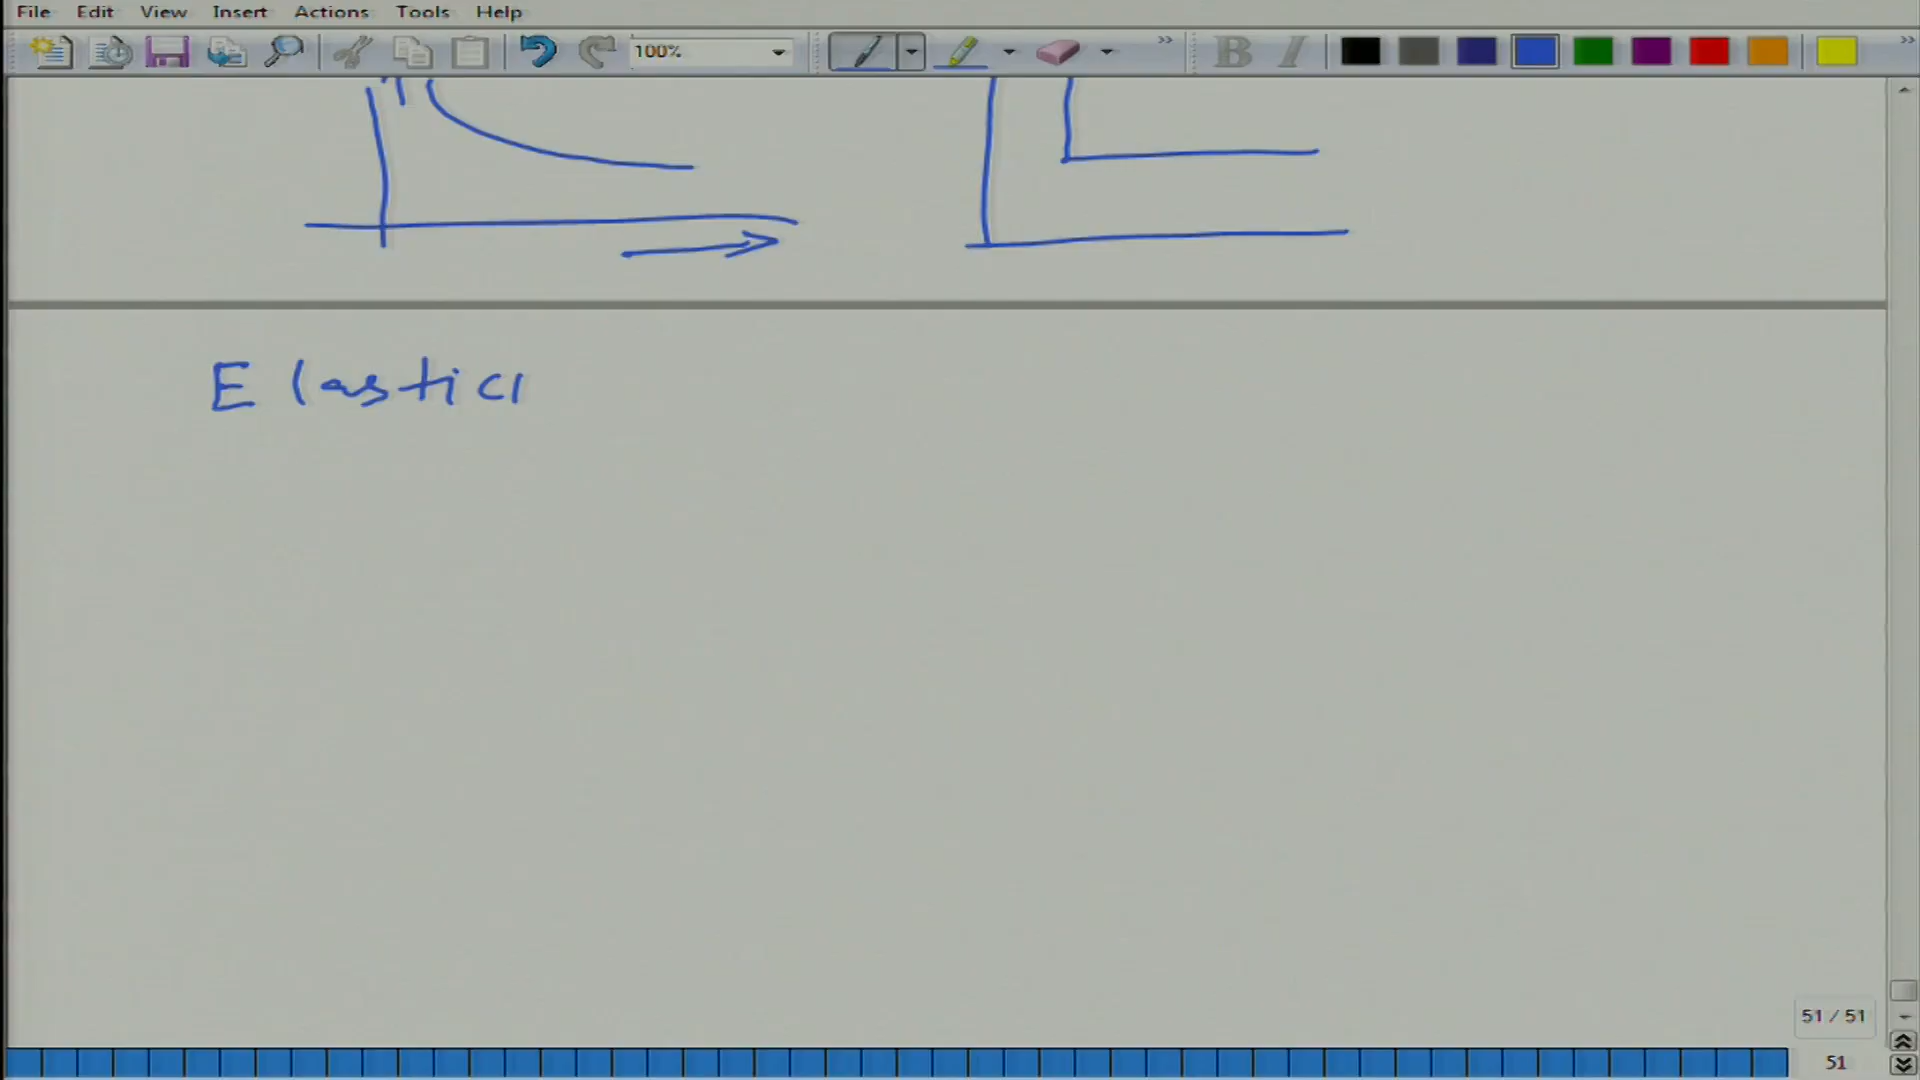 File Edit View Insert Actions Tools Help
100%
B I
Elastici
51 / 51
51